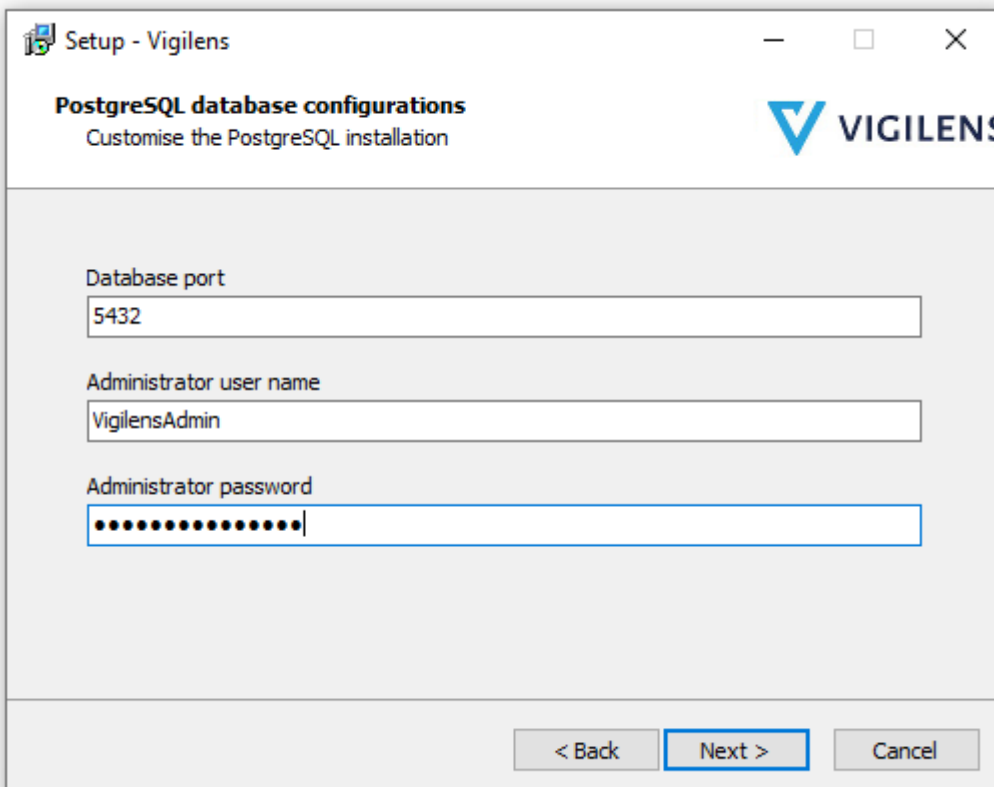 Setup - Vigilens
PostgreSQL database configurations
Customise the PostgreSQL installation
VIGILENS
Database port
5432
Administrator user name
VigilensAdmin
Administrator password
•••••••••••••••
< Back
Next >
Cancel